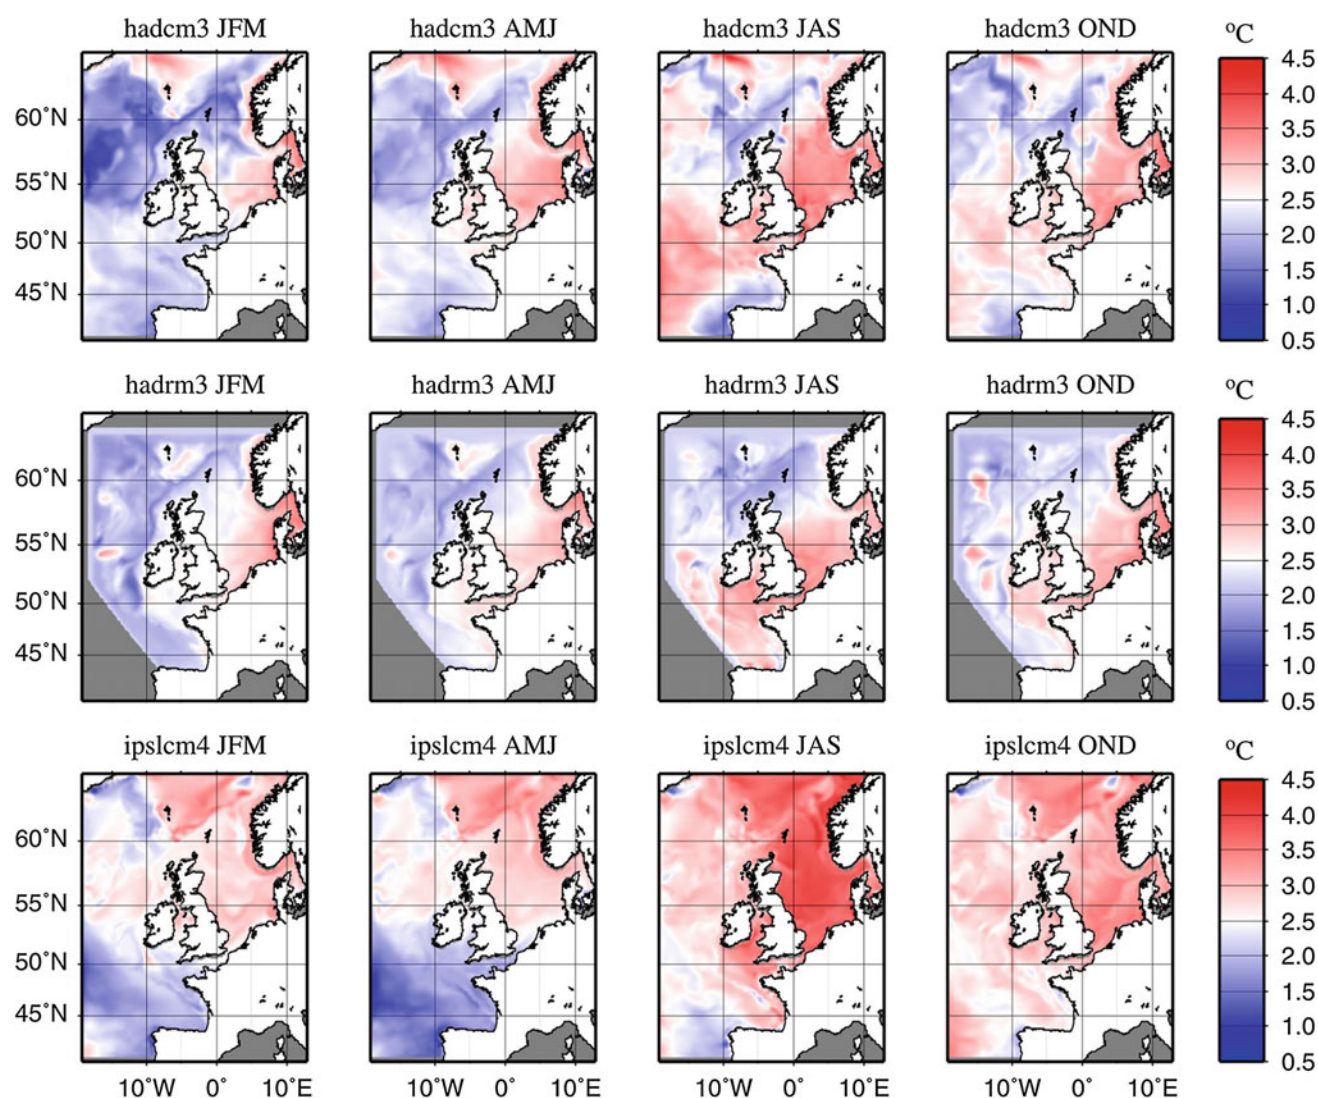 hadcm3 JFM hadcm3 AMJ hadcm3 JAS hadcm3 OND °C
4.5
4.0
60°N 3.5
3.0
55°N 2.5
50°N 2.0
1.5
45°N 1.0
0.5
hadrm3 JFM hadrm3 AMJ hadrm3 JAS hadrm3 OND °C
4.5
4.0
60°N 3.5
3.0
55°N 2.5
50°N 2.0
1.5
45°N 1.0
0.5
ipslcm4 JFM ipslcm4 AMJ ipslcm4 JAS ipslcm4 OND °C
4.5
4.0
60°N 3.5
3.0
55°N 2.5
50°N 2.0
1.5
45°N 1.0
0.5
10°W 0° 10°E 10°W 0° 10°E 10°W 0° 10°E 10°W 0° 10°E